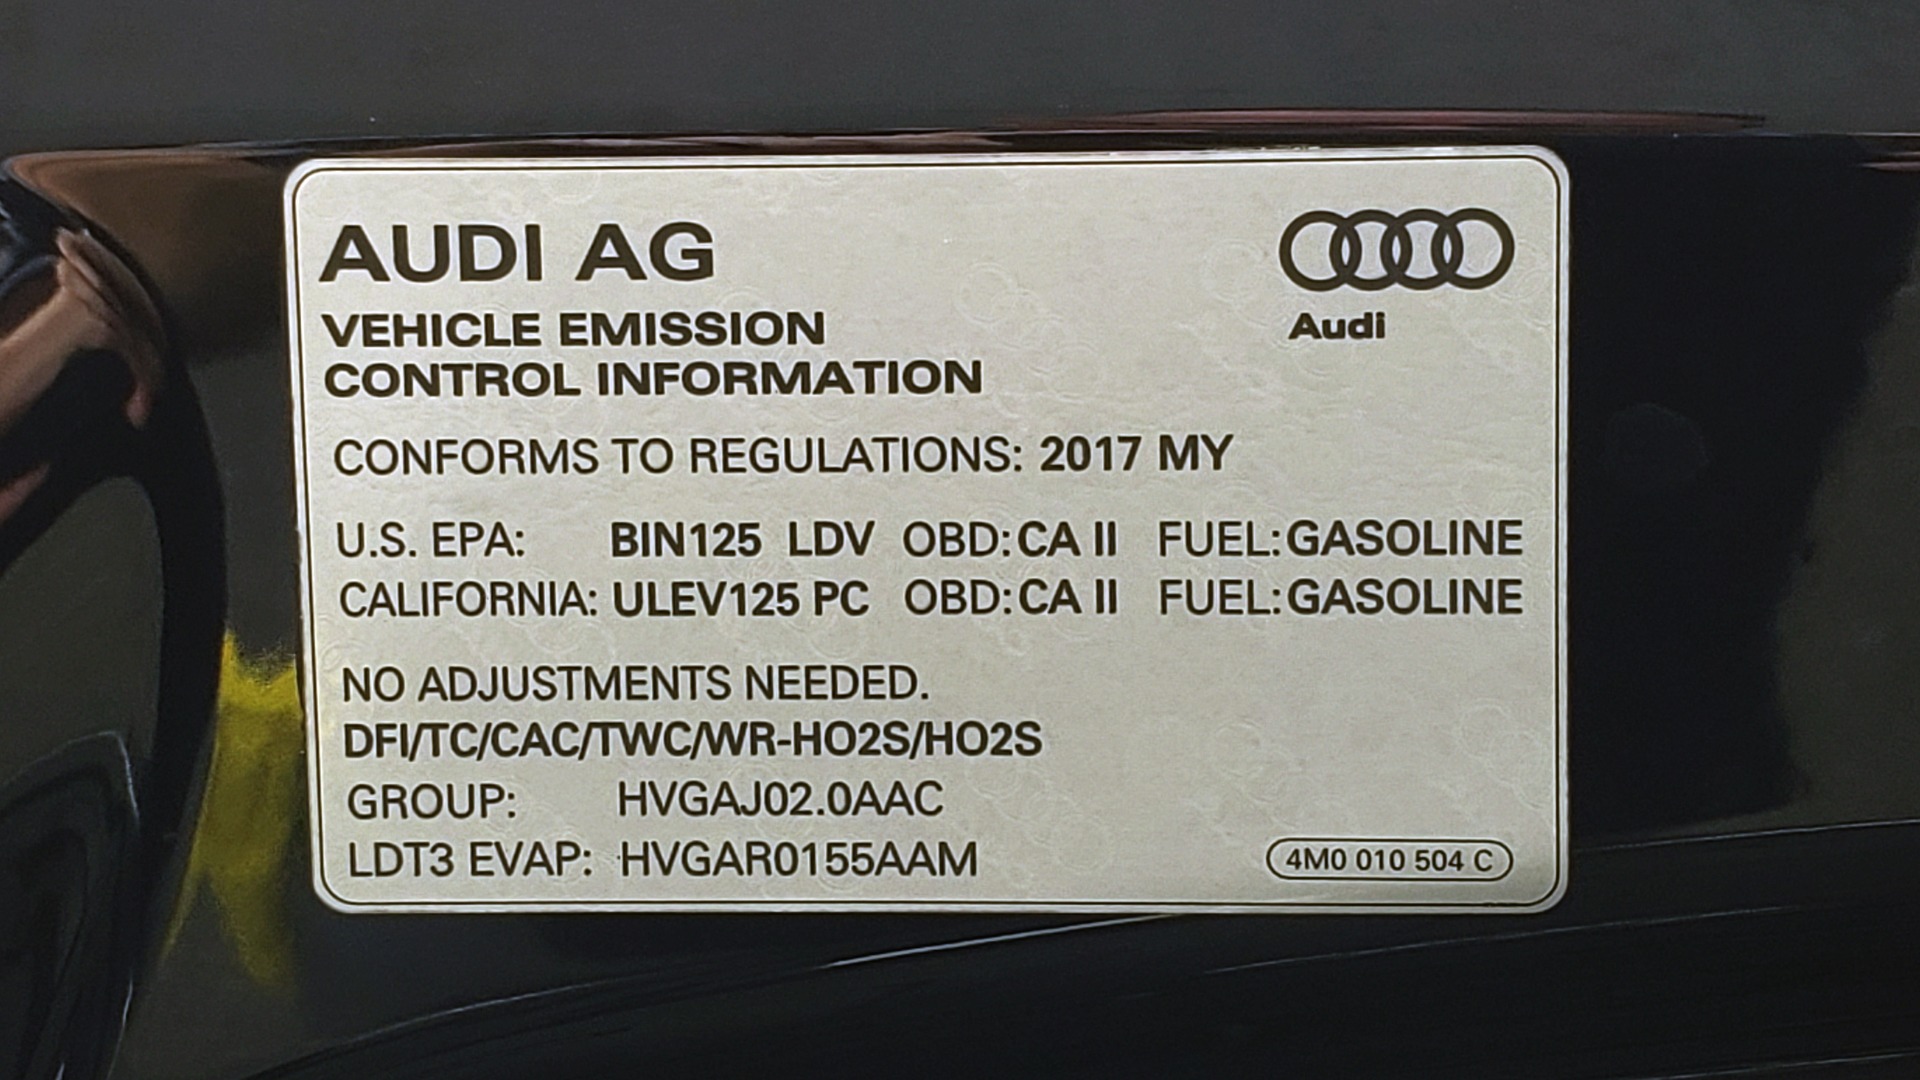 AUDI AG
Audi
VEHICLE EMISSION
CONTROL INFORMATION
CONFORMS TO REGULATIONS: 2017 MY
U.S. EPA: BIN125 LDV OBD: CA II FUEL: GASOLINE
CALIFORNIA: ULEV125 PC OBD: CA II FUEL: GASOLINE
NO ADJUSTMENTS NEEDED.
DFI/TC/CAC/TWC/WR-HO2S/HO2S
GROUP: HVGAJ02.0AAC
LDT3 EVAP: HVGAR0155AAM
4M0 010 504 C